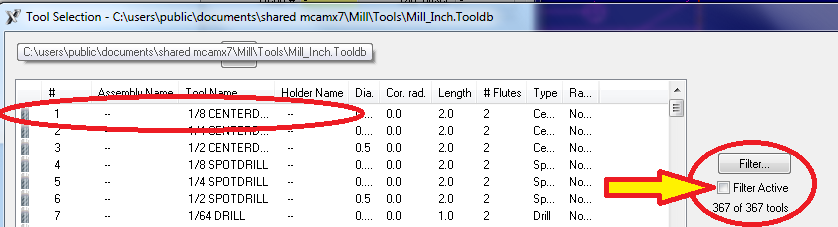 Tool Selection - C:\users\public\documents\shared mcamx7\Mill\Tools\Mill_Inch.Tooldb
C:\users\public\documents\shared mcamx7\Mill\Tools\Mill_Inch.Tooldb
# Assembly Name Tool Name Holder Name Dia. Cor. rad. Length # Flutes Type Ra...
1 -- 1/8 CENTERD... -- 0.... 0.0 2.0 2 Ce... No...
2 -- 1/4 CENTERD... -- 0.... 0.0 2.0 2 Ce... No...
3 -- 1/2 CENTERD... -- 0.5 0.0 2.0 2 Ce... No...
4 -- 1/8 SPOTDRILL -- 0.... 0.0 2.0 2 Sp... No...
5 -- 1/4 SPOTDRILL -- 0.... 0.0 2.0 2 Sp... No...
6 -- 1/2 SPOTDRILL -- 0.5 0.0 2.0 2 Sp... No...
7 -- 1/64 DRILL -- 0.... 0.0 1.0 2 Drill No...
Filter...
Filter Active
367 of 367 tools